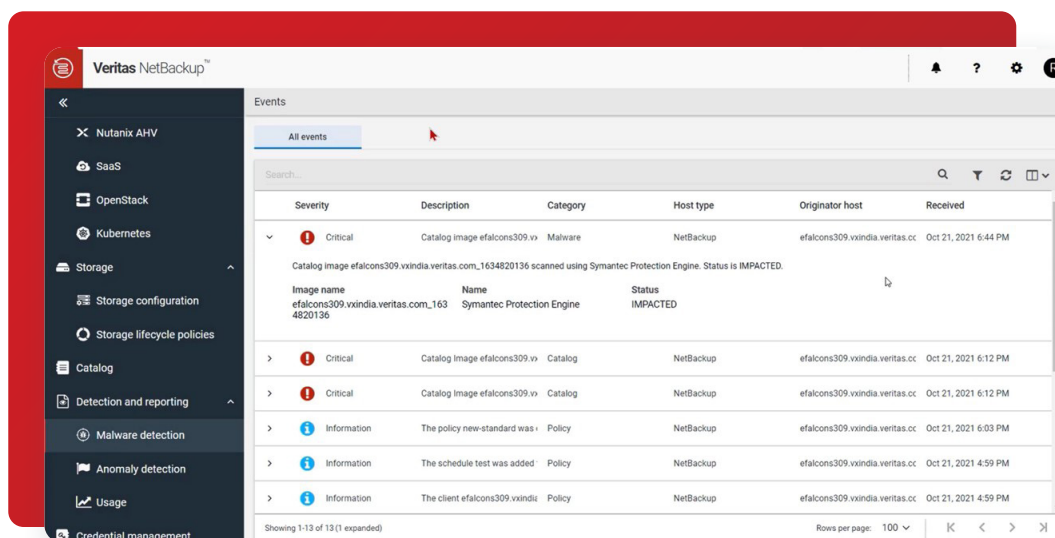 Veritas NetBackup™
?
Events
Nutanix AHV
SaaS
OpenStack
Kubernetes
Storage
Storage configuration
Storage lifecycle policies
Catalog
Detection and reporting
Malware detection
Anomaly detection
Usage
Credential management
All events
Search...
Severity Description Category Host type Originator host Received
Critical Catalog image efalcons309.vx Malware NetBackup efalcons309.vxindia.veritas.cc Oct 21, 2021 6:44 PM
Catalog image efalcons309.vxindia.veritas.com_1634820136 scanned using Symantec Protection Engine. Status is IMPACTED.
Image name Name Status
efalcons309.vxindia.veritas.com_163 Symantec Protection Engine IMPACTED
4820136
Critical Catalog Image efalcons309.vx Catalog NetBackup efalcons309.vxindia.veritas.cc Oct 21, 2021 6:12 PM
Critical Catalog Image efalcons309.vx Catalog NetBackup efalcons309.vxindia.veritas.cc Oct 21, 2021 6:12 PM
Information The policy new-standard was Policy NetBackup efalcons309.vxindia.veritas.cc Oct 21, 2021 6:03 PM
Information The schedule test was added Policy NetBackup efalcons309.vxindia.veritas.cc Oct 21, 2021 4:59 PM
Information The client efalcons309.vxindia Policy NetBackup efalcons309.vxindia.veritas.cc Oct 21, 2021 4:59 PM
Showing 1-13 of 13 (1 expanded) Rows per page: 100